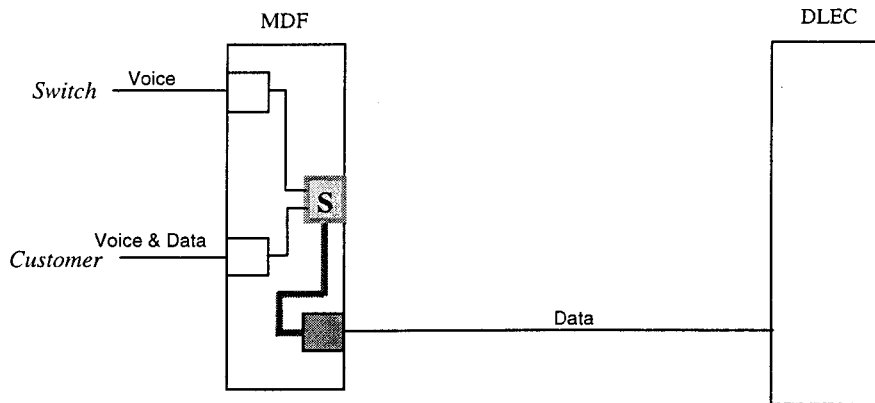 MDF
DLEC
Switch
Voice
S
Customer
Voice & Data
Data